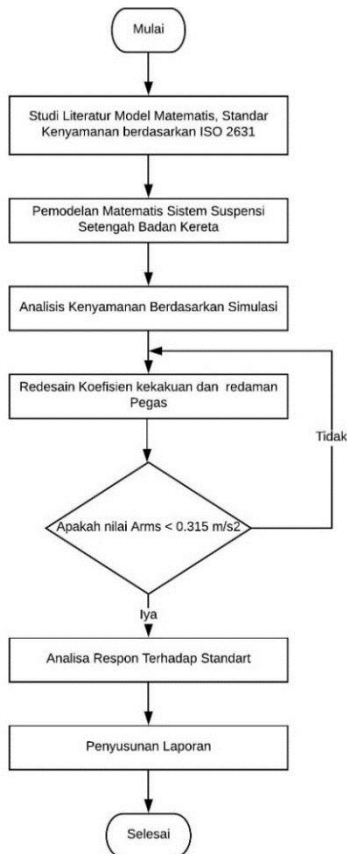 Mulai
Studi Literatur Model Matematis, Standar
Kenyamanan berdasarkan ISO 2631
Pemodelan Matematis Sistem Suspensi
Setengah Badan Kereta
Analisis Kenyamanan Berdasarkan Simulasi
Redesain Koefisien kekakuan dan redaman
Pegas
Tidak
Apakah nilai Arms < 0.315 m/s2
Iya
Analisa Respon Terhadap Standart
Penyusunan Laporan
Selesai